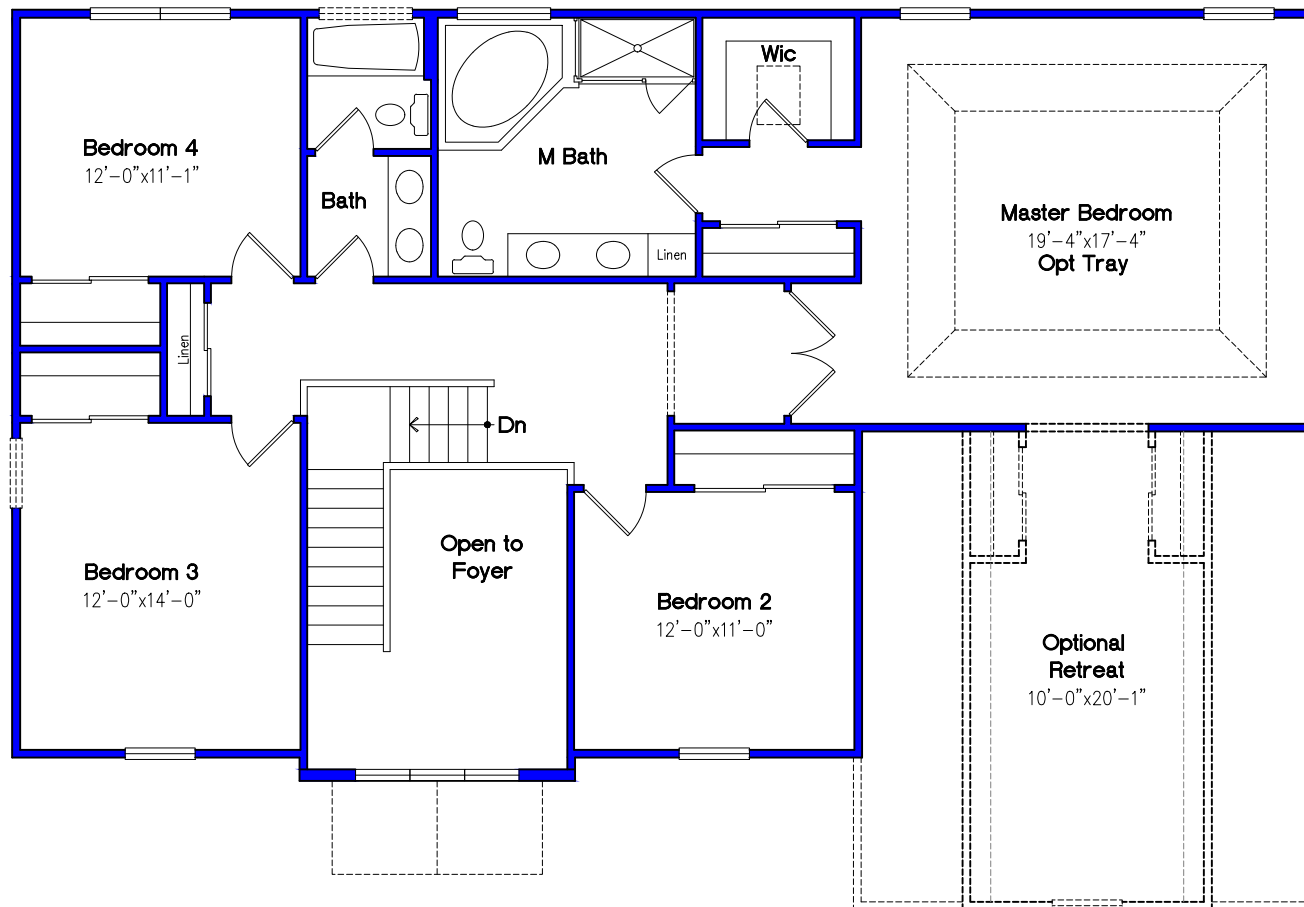 Wic
Bedroom 4
12'-0"x11'-1"
M Bath
Bath
Master Bedroom
19'-4"x17'-4"
Opt Tray
Linen
Linen
Dn
Open to
Foyer
Bedroom 3
12'-0"x14'-0"
Bedroom 2
12'-0"x11'-0"
Optional
Retreat
10'-0"x20'-1"